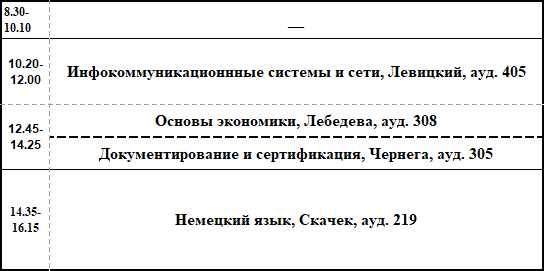 8.30-
10.10
—
10.20-
12.00
Инфокоммуникационнные системы и сети, Левицкий, ауд. 405
12.45-
14.25
Основы экономики, Лебедева, ауд. 308
Документирование и сертификация, Чернега, ауд. 305
14.35-
16.15
Немецкий язык, Скачек, ауд. 219